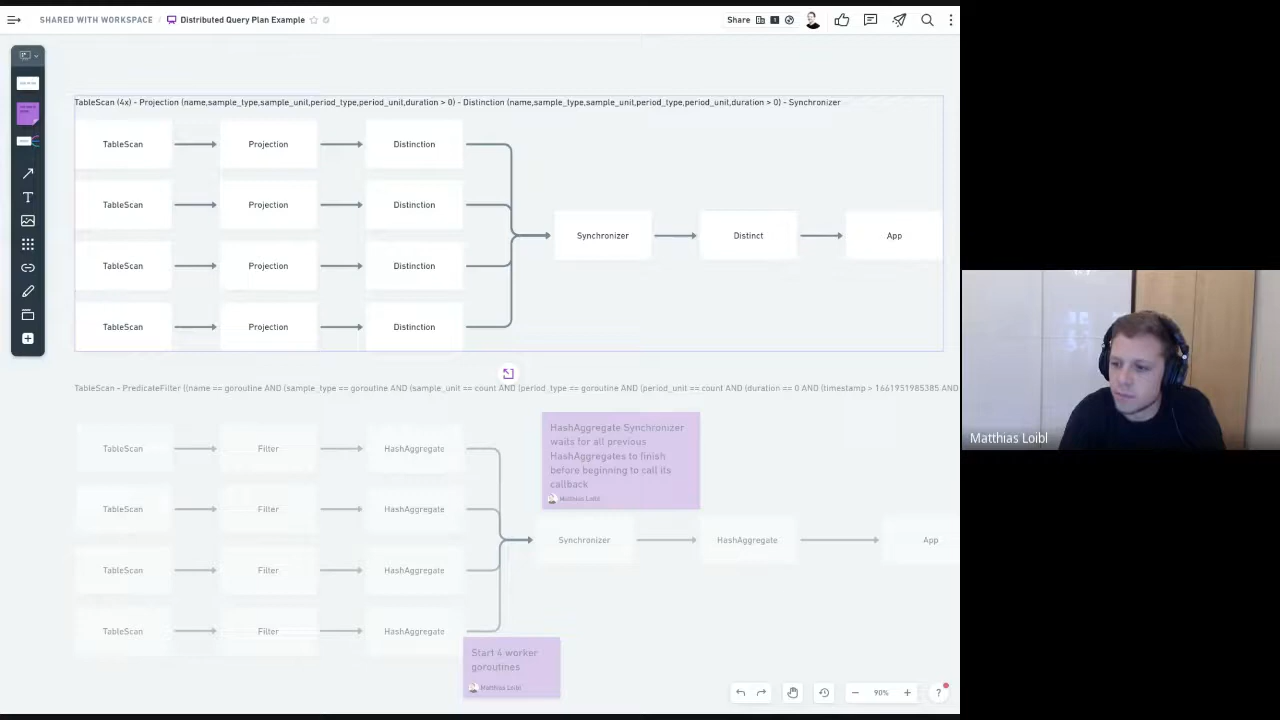 SHARED WITH WORKSPACE / Distributed Query Plan Example
Share
TableScan (4x) - Projection (name,sample_type,sample_unit,period_type,period_unit,duration > 0) - Distinction (name,sample_type,sample_unit,period_type,period_unit,duration > 0) - Synchronizer
TableScan Projection Distinction
TableScan Projection Distinction
Synchronizer Distinct App
TableScan Projection Distinction
TableScan Projection Distinction
TableScan - PredicateFilter ((name == goroutine AND (sample_type == goroutine AND (sample_unit == count AND (period_type == goroutine AND (period_unit == count AND (duration == 0 AND (timestamp > 1661951985385 AND
HashAggregate Synchronizer
waits for all previous
HashAggregates to finish
before beginning to call its
callback
Matthias Loibl
TableScan Filter HashAggregate
TableScan Filter HashAggregate
Synchronizer HashAggregate App
TableScan Filter HashAggregate
TableScan Filter HashAggregate
Start 4 worker
goroutines
Matthias Loibl
90%
?
Matthias Loibl